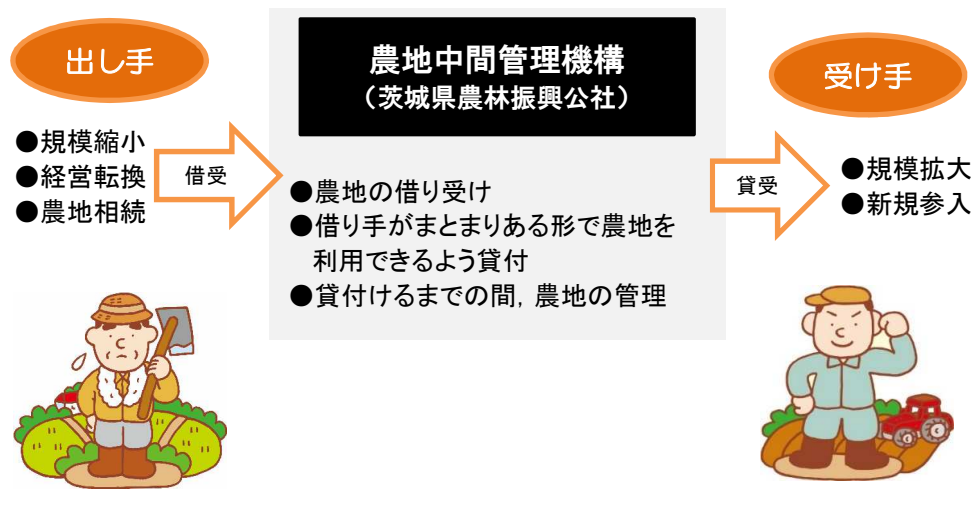 出し手
●規模縮小
●経営転換
●農地相続
借受
農地中間管理機構
（茨城県農林振興公社）
●農地の借り受け
●借り手がまとまりある形で農地を
利用できるよう貸付
●貸付けるまでの間，農地の管理
貸受
受け手
●規模拡大
●新規参入